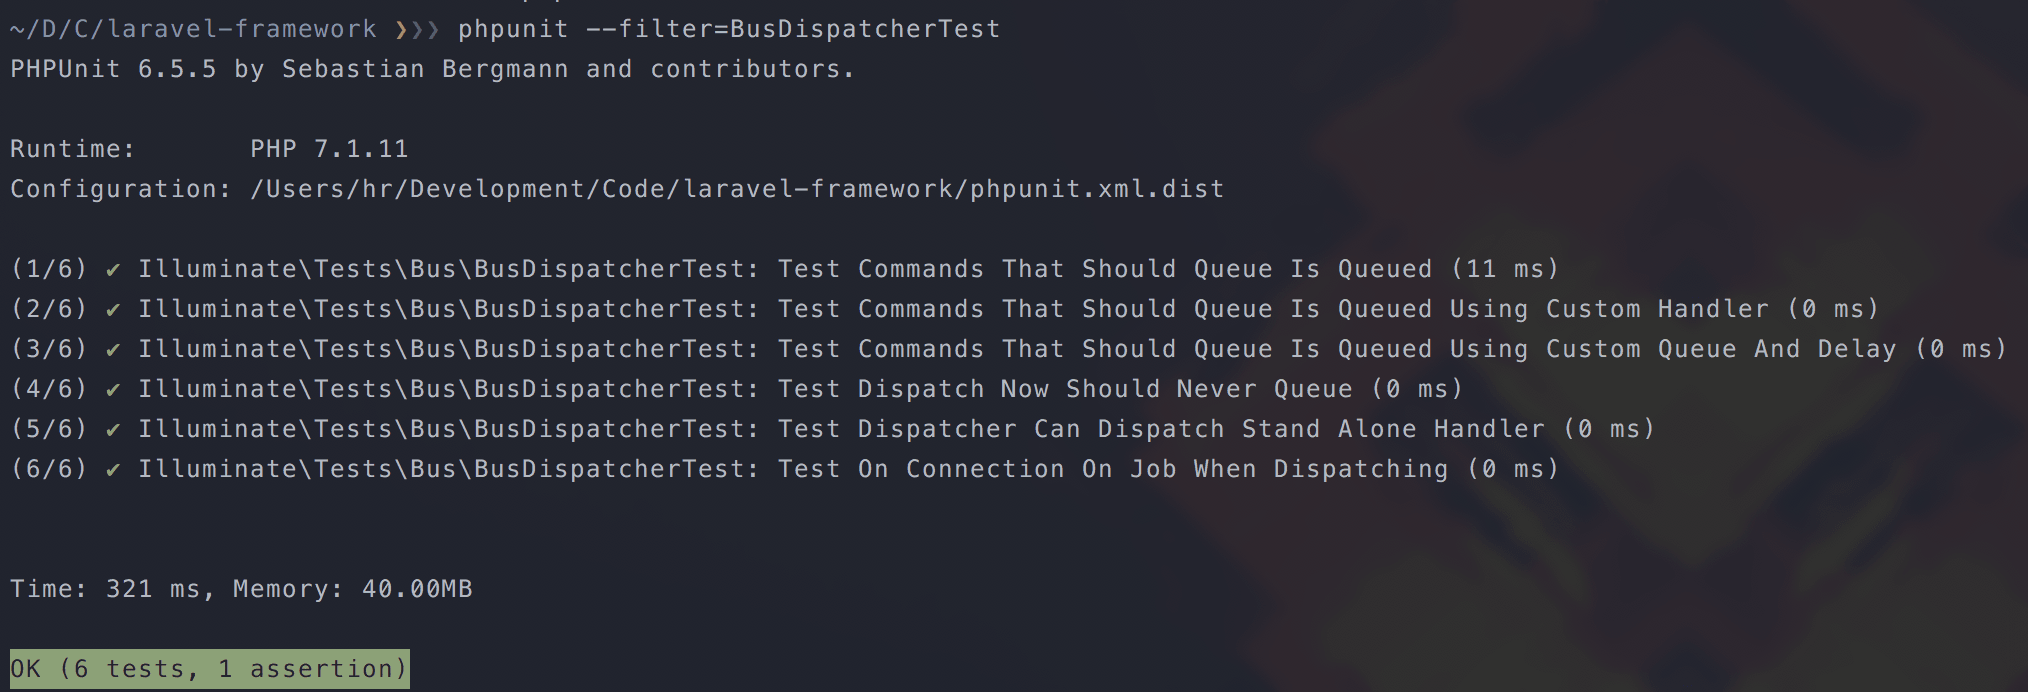 ~/D/C/laravel-framework ❯❯❯ phpunit --filter=BusDispatcherTest
PHPUnit 6.5.5 by Sebastian Bergmann and contributors.
Runtime:       PHP 7.1.11
Configuration: /Users/hr/Development/Code/laravel-framework/phpunit.xml.dist
(1/6) ✔ Illuminate\Tests\Bus\BusDispatcherTest: Test Commands That Should Queue Is Queued (11 ms)
(2/6) ✔ Illuminate\Tests\Bus\BusDispatcherTest: Test Commands That Should Queue Is Queued Using Custom Handler (0 ms)
(3/6) ✔ Illuminate\Tests\Bus\BusDispatcherTest: Test Commands That Should Queue Is Queued Using Custom Queue And Delay (0 ms)
(4/6) ✔ Illuminate\Tests\Bus\BusDispatcherTest: Test Dispatch Now Should Never Queue (0 ms)
(5/6) ✔ Illuminate\Tests\Bus\BusDispatcherTest: Test Dispatcher Can Dispatch Stand Alone Handler (0 ms)
(6/6) ✔ Illuminate\Tests\Bus\BusDispatcherTest: Test On Connection On Job When Dispatching (0 ms)
Time: 321 ms, Memory: 40.00MB
OK (6 tests, 1 assertion)